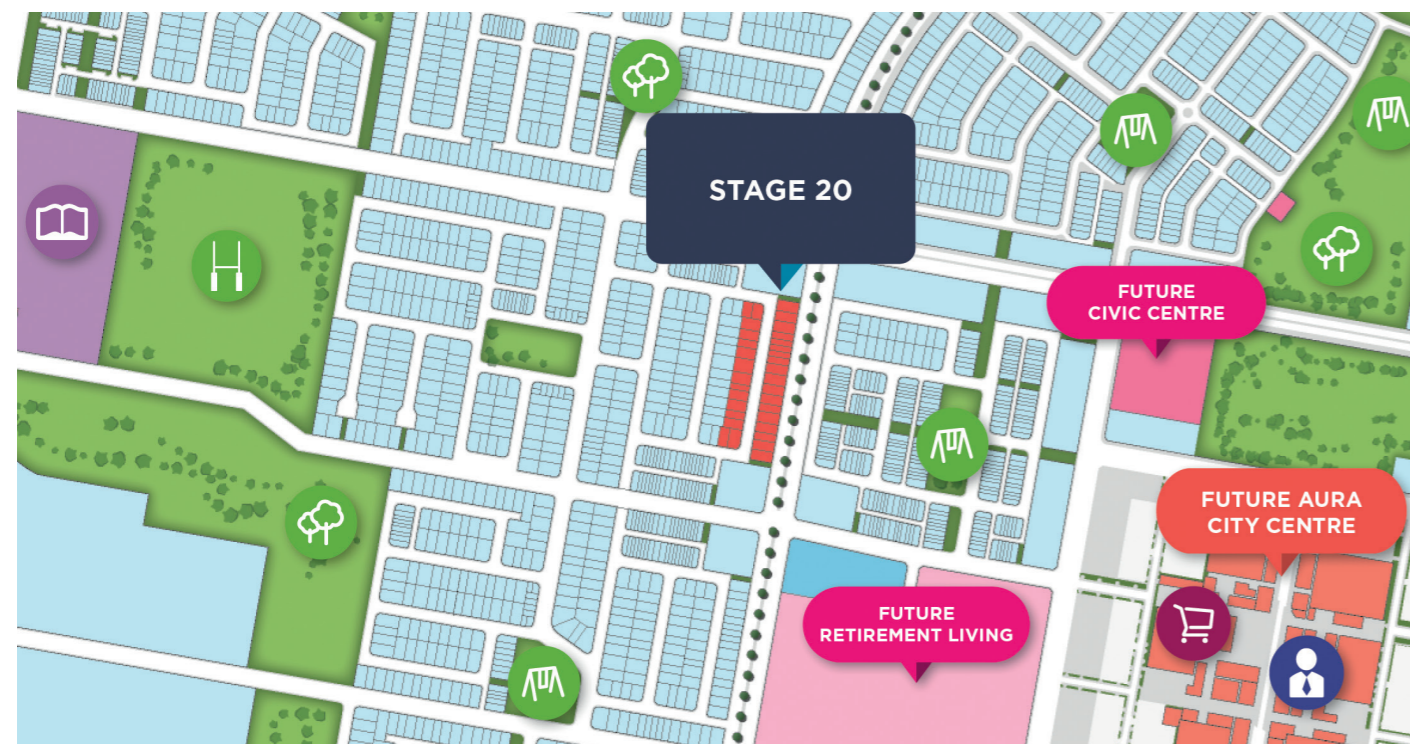 STAGE 20
FUTURE
CIVIC CENTRE
FUTURE AURA
CITY CENTRE
FUTURE
RETIREMENT LIVING